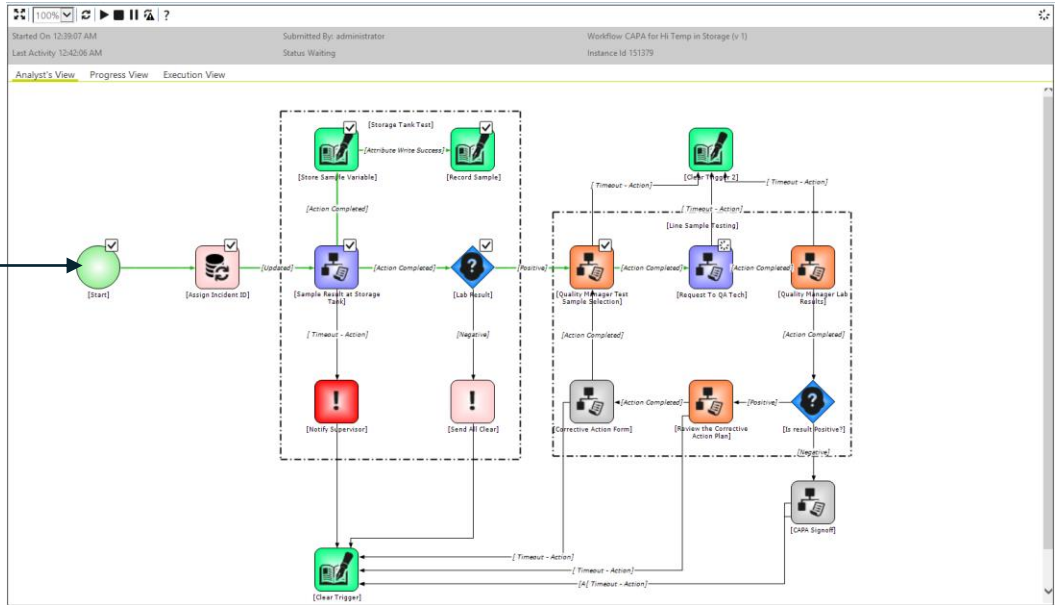 100%
?
Started On 12:39:07 AM
Submitted By: administrator
Workflow CAPA for Hi Temp in Storage (v 1)
Last Activity 12:42:06 AM
Status Waiting
Instance Id 151379
Analyst's View
Progress View
Execution View
[Storage Tank Test]
[Attribute Write Success]
[Store Sample Variable]
[Record Sample]
[Clear Trigger 2]
[ Timeout - Action]
[ Timeout - Action]
[Action Completed]
[ Timeout - Action]
[Line Sample Testing]
[Updated]
[Action Completed]
[Positive]
[Action Completed]
[Action Completed]
[Start]
[Assign Incident ID]
[Sample Result at Storage
Tank]
[Lab Result]
[Quality Manager Test
Sample Selection]
[Request To QA Tech]
[Quality Manager Lab
Results]
[ Timeout - Action]
[Negative]
[Action Completed]
[Action Completed]
[Action Completed]
[Positive]
[Notify Supervisor]
[Send All Clear]
[Corrective Action Form]
[Review the Corrective
Action Plan]
[Is result Positive?]
[Negative]
[CAPA Signoff]
[ Timeout - Action]
[ Timeout - Action]
[A[ Timeout - Action]
[Clear Trigger]